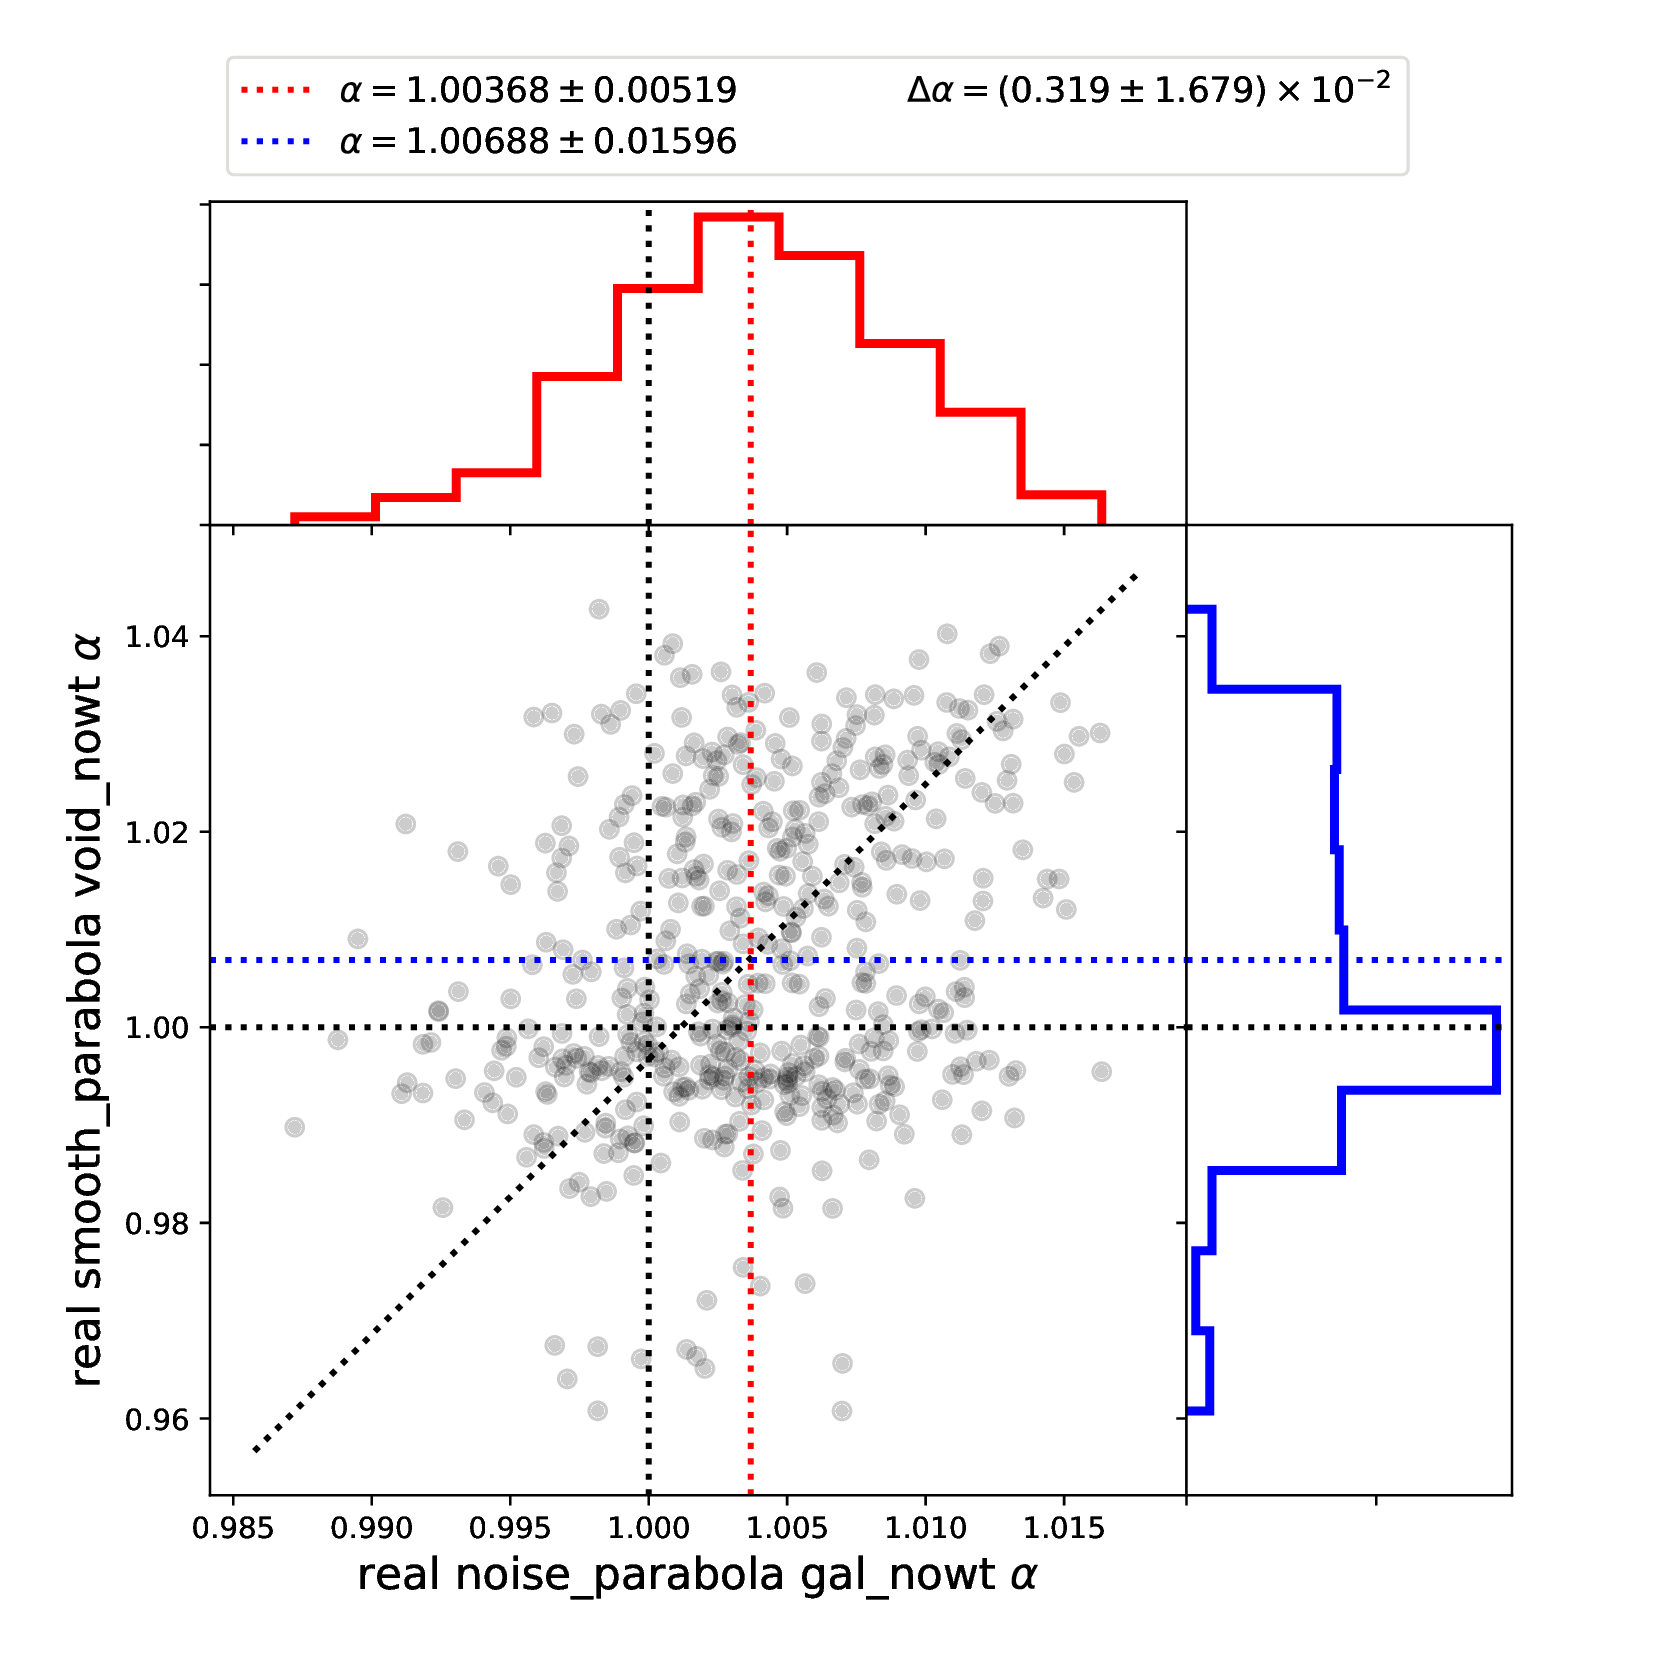 α = 1.00368 ± 0.00519
α = 1.00688 ± 0.01596
Δα = (0.319 ± 1.679) × 10⁻²
real smooth_parabola void_nowt α
1.04
1.02
1.00
0.98
0.96
0.985 0.990 0.995 1.000 1.005 1.010 1.015
real noise_parabola gal_nowt α